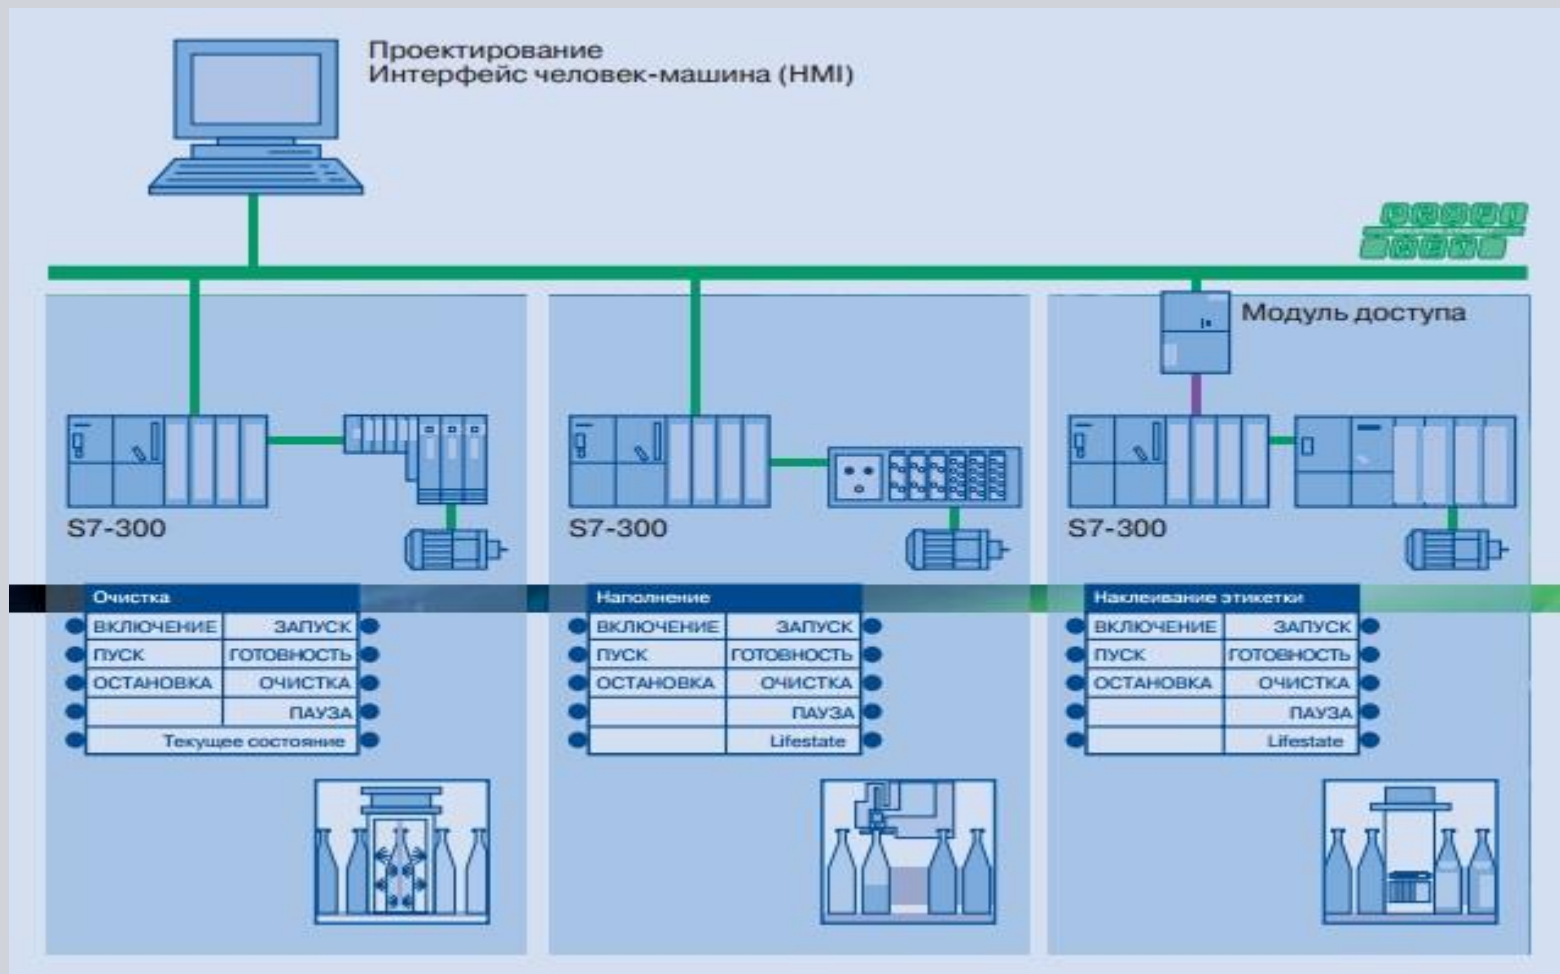 Проектирование
Интерфейс человек-машина (HMI)
PROFI
NET
Модуль доступа
S7-300
S7-300
S7-300
Очистка
ВКЛЮЧЕНИЕ ЗАПУСК
ПУСК ГОТОВНОСТЬ
ОСТАНОВКА ОЧИСТКА
ПАУЗА
Текущее состояние
Наполнение
ВКЛЮЧЕНИЕ ЗАПУСК
ПУСК ГОТОВНОСТЬ
ОСТАНОВКА ОЧИСТКА
ПАУЗА
Lifestate
Наклеивание этикетки
ВКЛЮЧЕНИЕ ЗАПУСК
ПУСК ГОТОВНОСТЬ
ОСТАНОВКА ОЧИСТКА
ПАУЗА
Lifestate